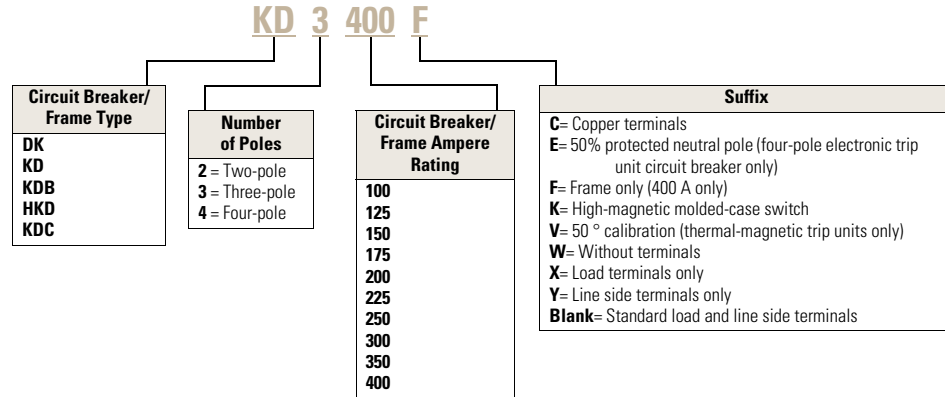 KD 3 400 F
Circuit Breaker/
Frame Type
DK
KD
KDB
HKD
KDC
Number
of Poles
2 = Two-pole
3 = Three-pole
4 = Four-pole
Circuit Breaker/
Frame Ampere
Rating
100
125
150
175
200
225
250
300
350
400
Suffix
C= Copper terminals
E= 50% protected neutral pole (four-pole electronic trip
unit circuit breaker only)
F= Frame only (400 A only)
K= High-magnetic molded-case switch
V= 50 ° calibration (thermal-magnetic trip units only)
W= Without terminals
X= Load terminals only
Y= Line side terminals only
Blank= Standard load and line side terminals